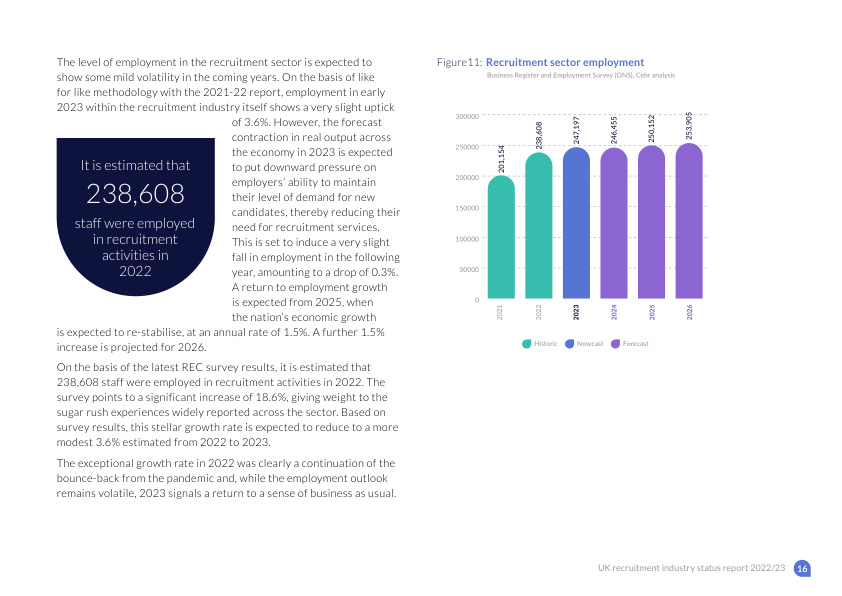 The level of employment in the recruitment sector is expected to
show some mild volatility in the coming years. On the basis of like
for like methodology with the 2021-22 report, employment in early
2023 within the recruitment industry itself shows a very slight uptick
of 3.6%. However, the forecast
contraction in real output across
the economy in 2023 is expected
to put downward pressure on
employers' ability to maintain
their level of demand for new
candidates, thereby reducing their
need for recruitment services.
This is set to induce a very slight
fall in employment in the following
year, amounting to a drop of 0.3%.
A return to employment growth
is expected from 2025, when
the nation's economic growth
is expected to re-stabilise, at an annual rate of 1.5%. A further 1.5%
increase is projected for 2026.
It is estimated that
238,608
staff were employed
in recruitment
activities in
2022
On the basis of the latest REC survey results, it is estimated that
238,608 staff were employed in recruitment activities in 2022. The
survey points to a significant increase of 18.6%, giving weight to the
sugar rush experiences widely reported across the sector. Based on
survey results, this stellar growth rate is expected to reduce to a more
modest 3.6% estimated from 2022 to 2023.
The exceptional growth rate in 2022 was clearly a continuation of the
bounce-back from the pandemic and, while the employment outlook
remains volatile, 2023 signals a return to a sense of business as usual.
Figure11: Recruitment sector employment
Business Register and Employment Survey (ONS), Cebr analysis
300000
250000
200000
150000
100000
50000
0
201,154
238,608
247,197
246,455
250,152
253,905
2021
2022
2023
2024
2025
2026
Historic Nowcast Forecast
UK recruitment industry status report 2022/23 16